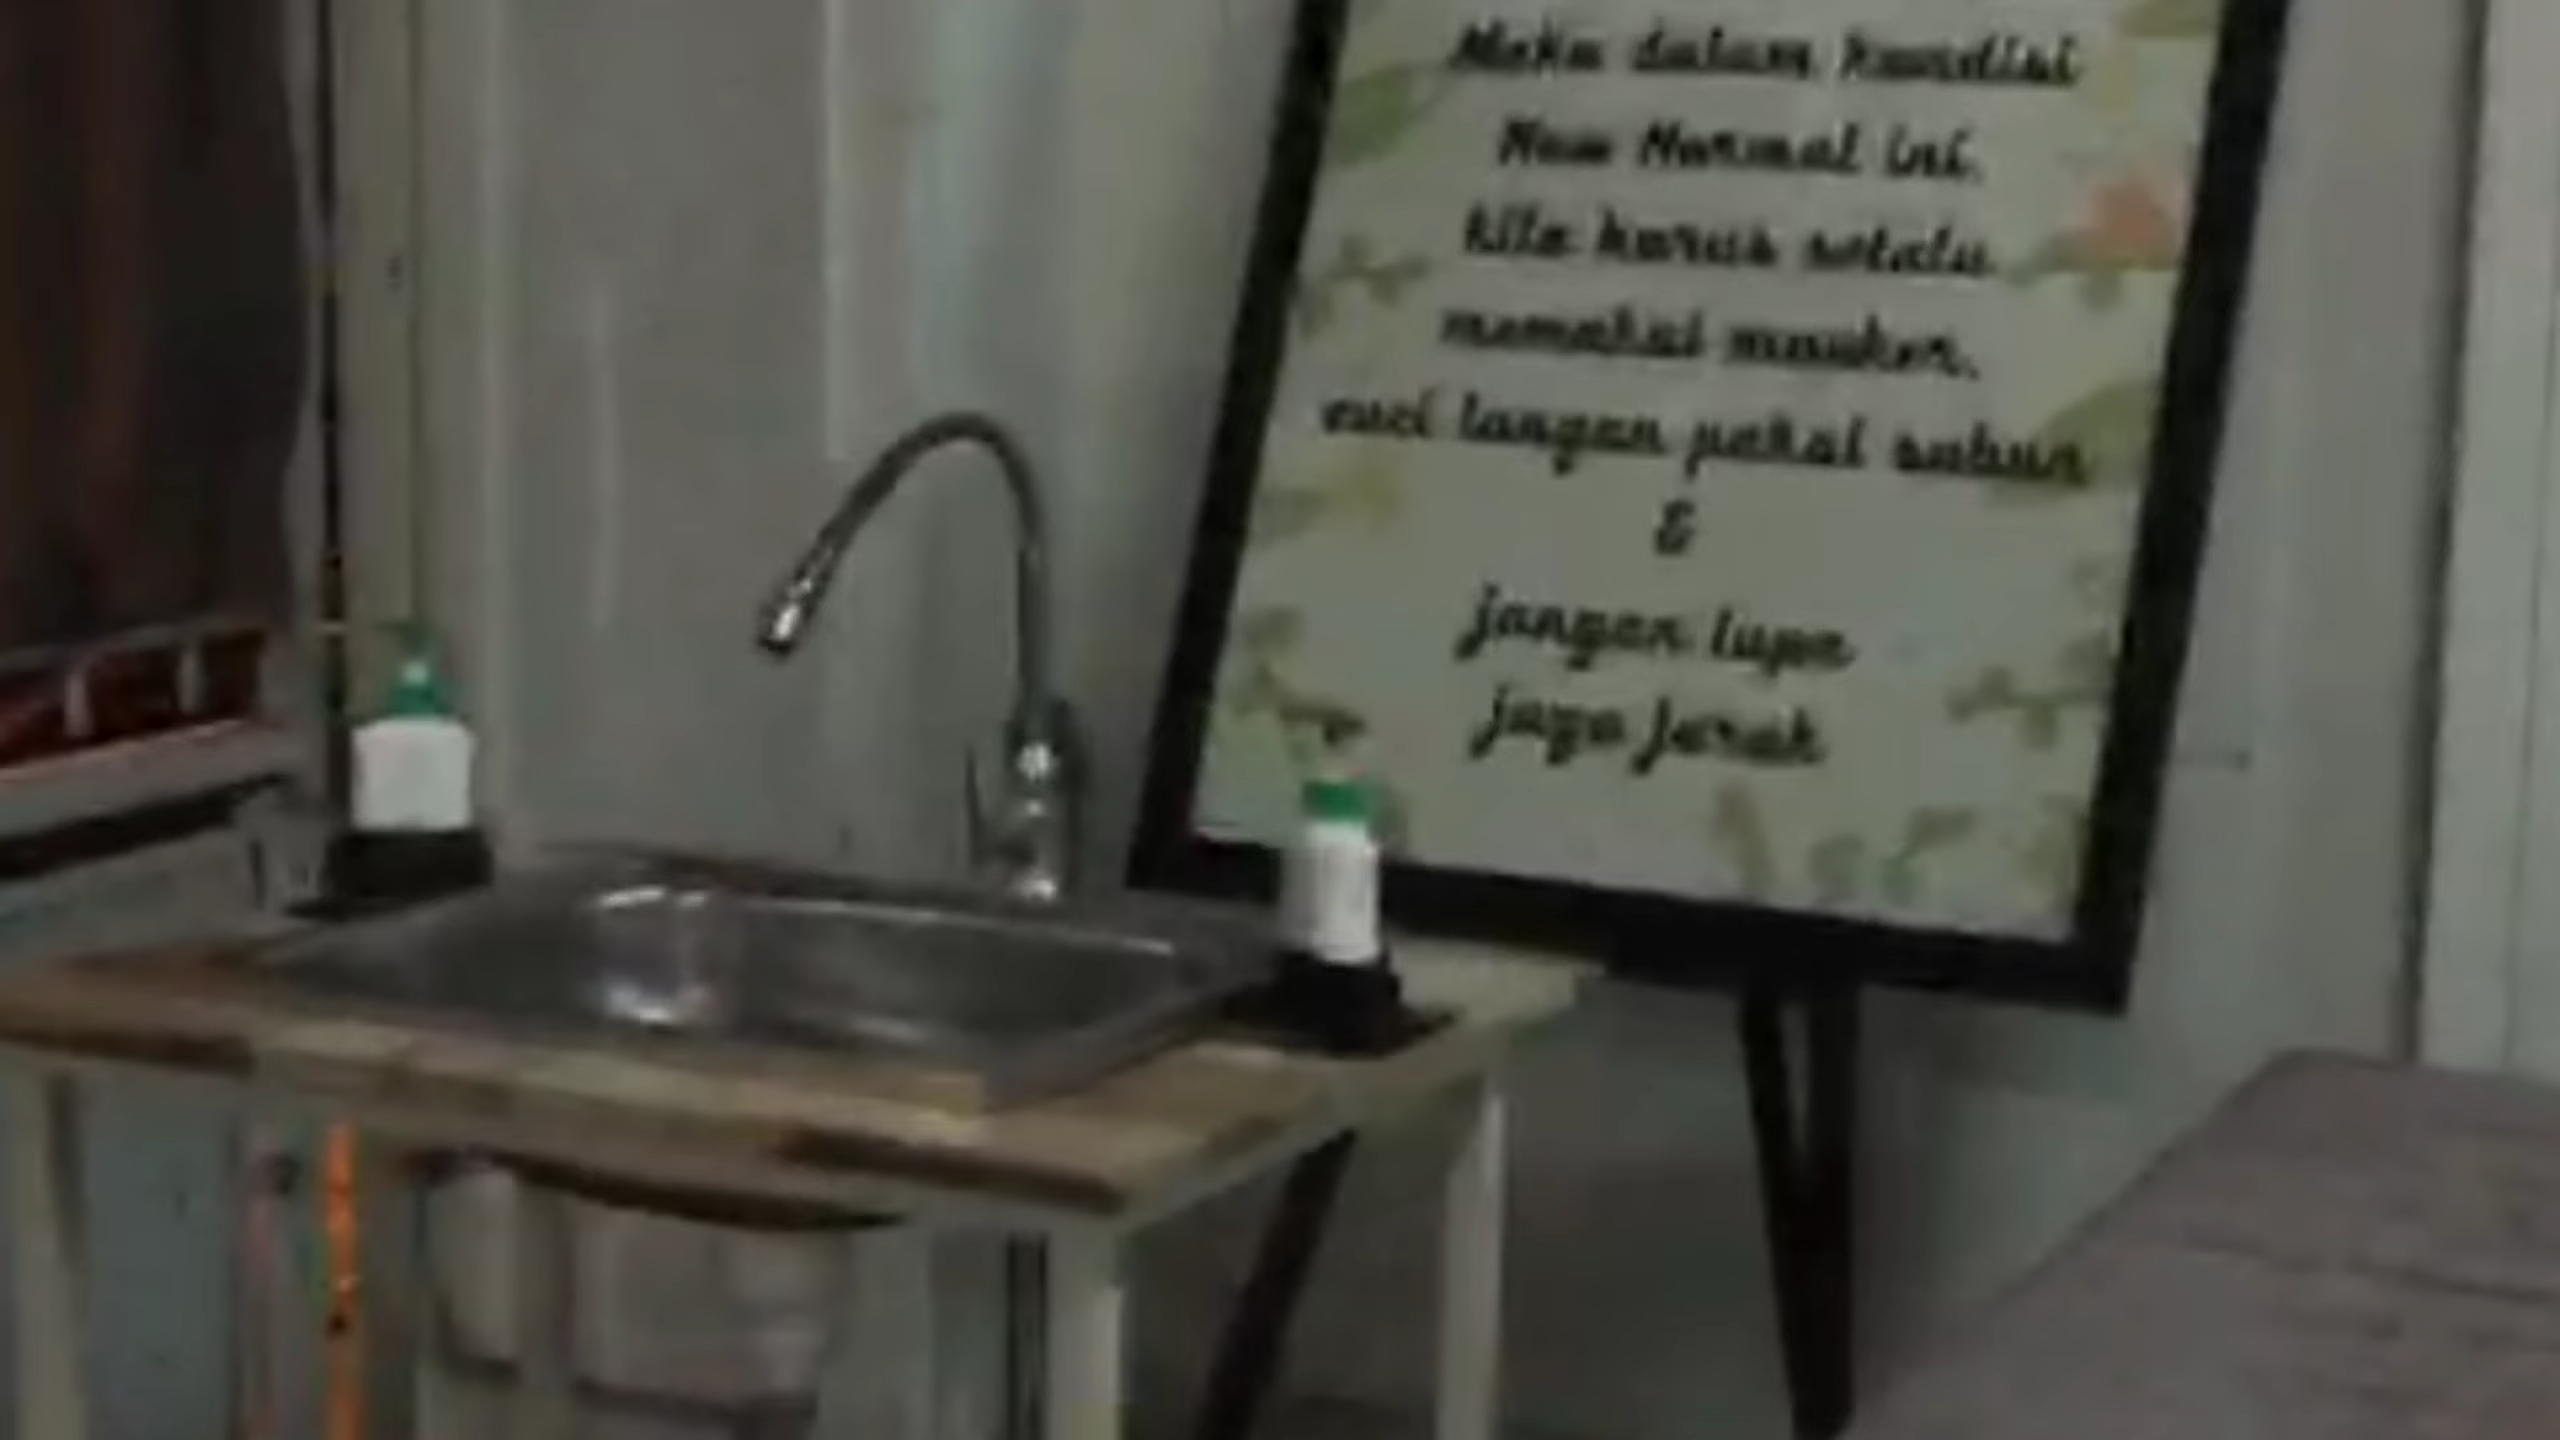 Maka dalam kondisi
New Normal ini,
kita harus selalu
memakai masker,
cuci tangan pakai sabun
&
jangan lupa
jaga jarak